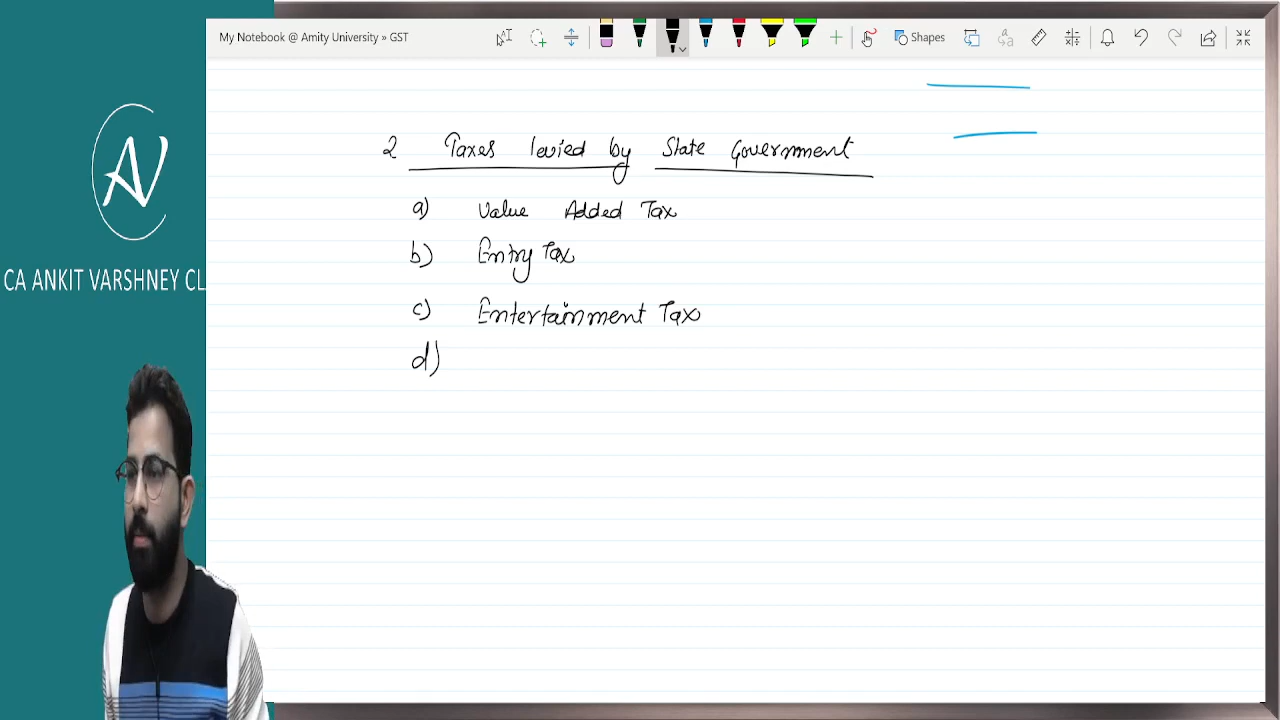 My Notebook @ Amity University » GST
Shapes
AV
CA ANKIT VARSHNEY CL
2 Taxes levied by State Government
a) Value Added Tax
b) Entry Tax
c) Entertainment Tax
d)